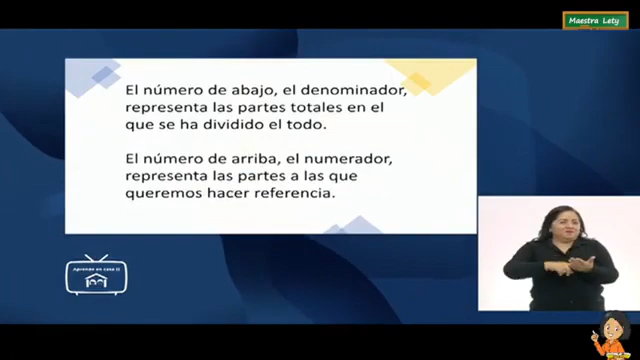 Maestra Lety
El número de abajo, el denominador,
representa las partes totales en el
que se ha dividido el todo.
El número de arriba, el numerador,
representa las partes a las que
queremos hacer referencia.
Aprende en casa II